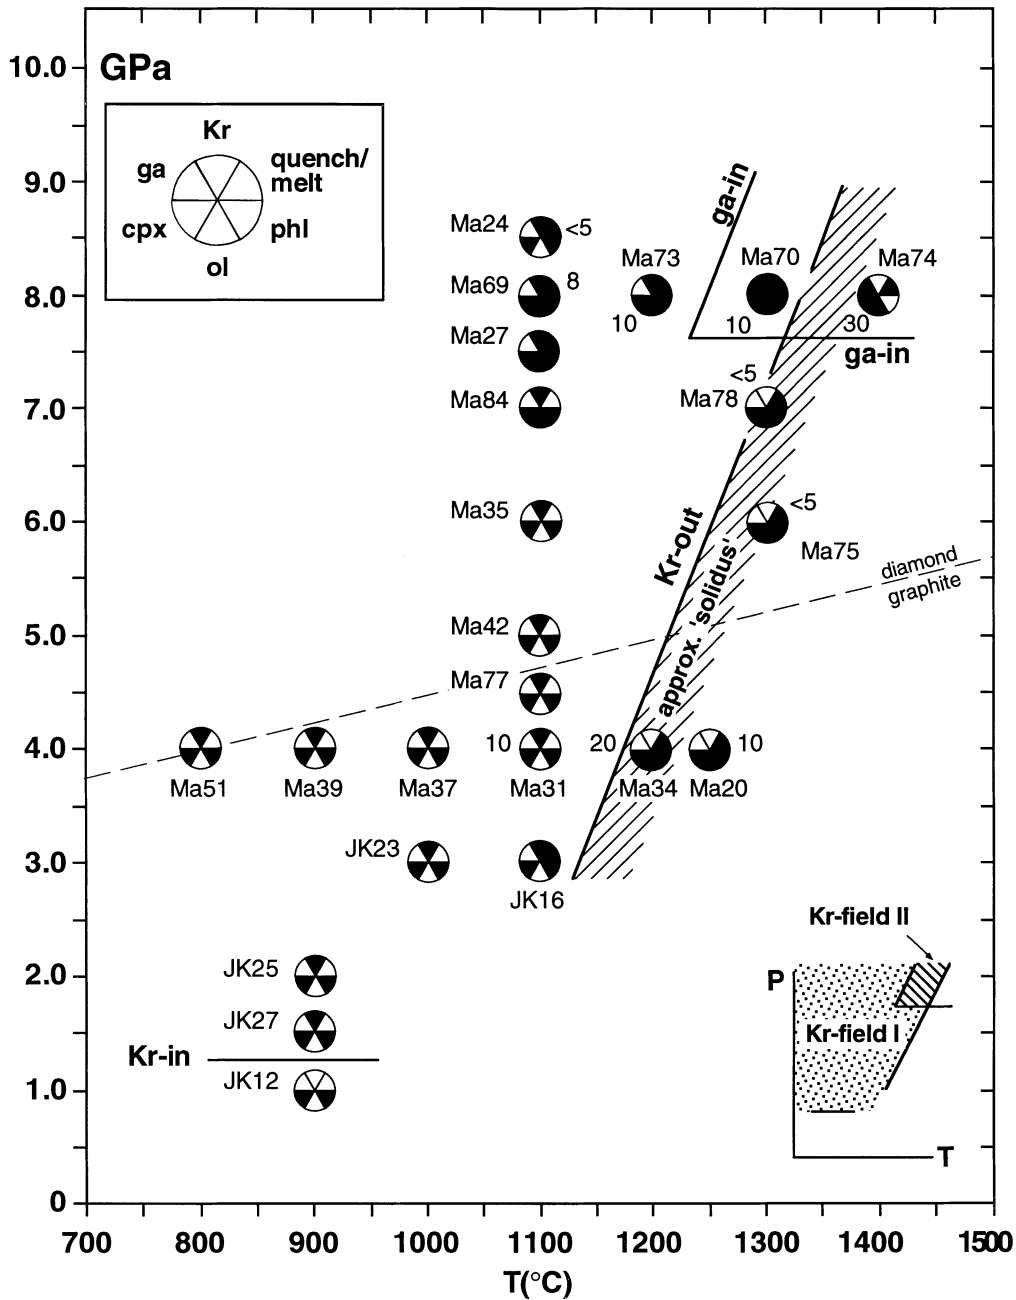 10.0
GPa
Kr
ga
quench/
melt
cpx
phl
ol
9.0
ga-in
Ma24
<5
Ma73
Ma70
Ma74
Ma69
8
8.0
10
10
30
Ma27
ga-in
<5
Ma84
Ma78
7.0
Ma35
<5
6.0
Kr-out
approx. 'solidus'
Ma75
diamond
graphite
Ma42
5.0
Ma77
4.0
10
20
10
Ma51
Ma39
Ma37
Ma31
Ma34
Ma20
JK23
3.0
JK16
Kr-field II
JK25
2.0
P
JK27
Kr-field I
Kr-in
JK12
1.0
T
0
700
800
900
1000
1100
1200
1300
1400
1500
T(°C)